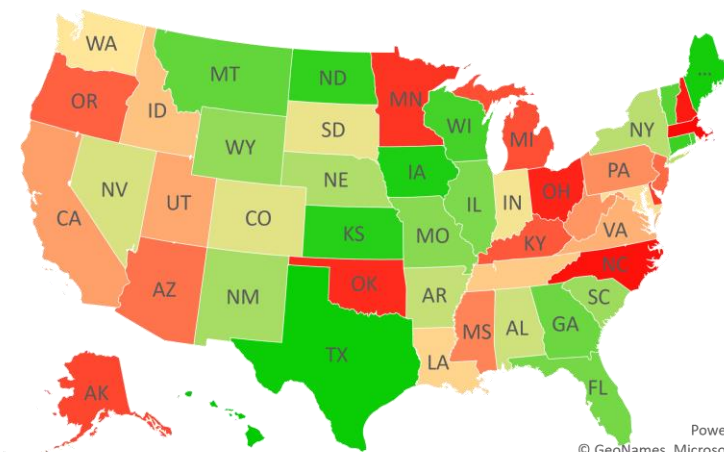 WA
MT
ND
MN
OR
ID
SD
WI
MI
NY
WY
IA
PA
NE
NV
IL
IN
OH
UT
CO
CA
KS
MO
KY
VA
NC
AZ
NM
OK
AR
SC
MS
AL
GA
TX
LA
AK
FL
...
Powe
© GeoNames, Microso